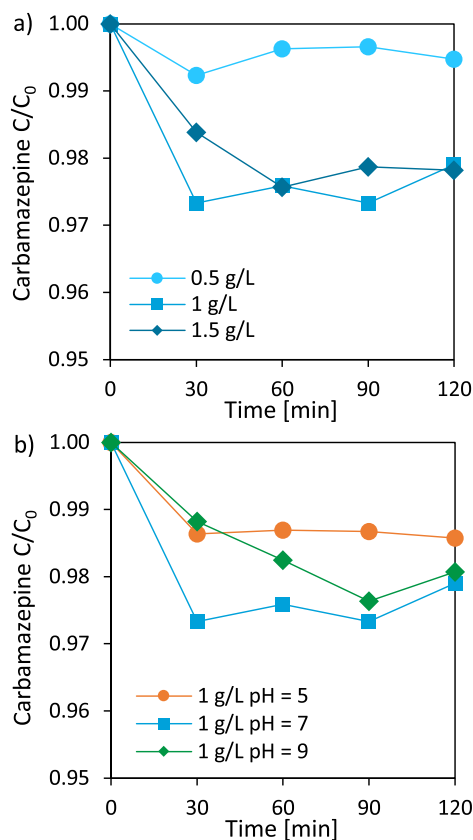 a)
Carbamazepine C/C0
1.00
0.99
0.98
0.97
0.96
0.95
0.5 g/L
1 g/L
1.5 g/L
0 30 60 90 120
Time [min]
b)
Carbamazepine C/C0
1.00
0.99
0.98
0.97
0.96
0.95
1 g/L pH = 5
1 g/L pH = 7
1 g/L pH = 9
0 30 60 90 120
Time [min]